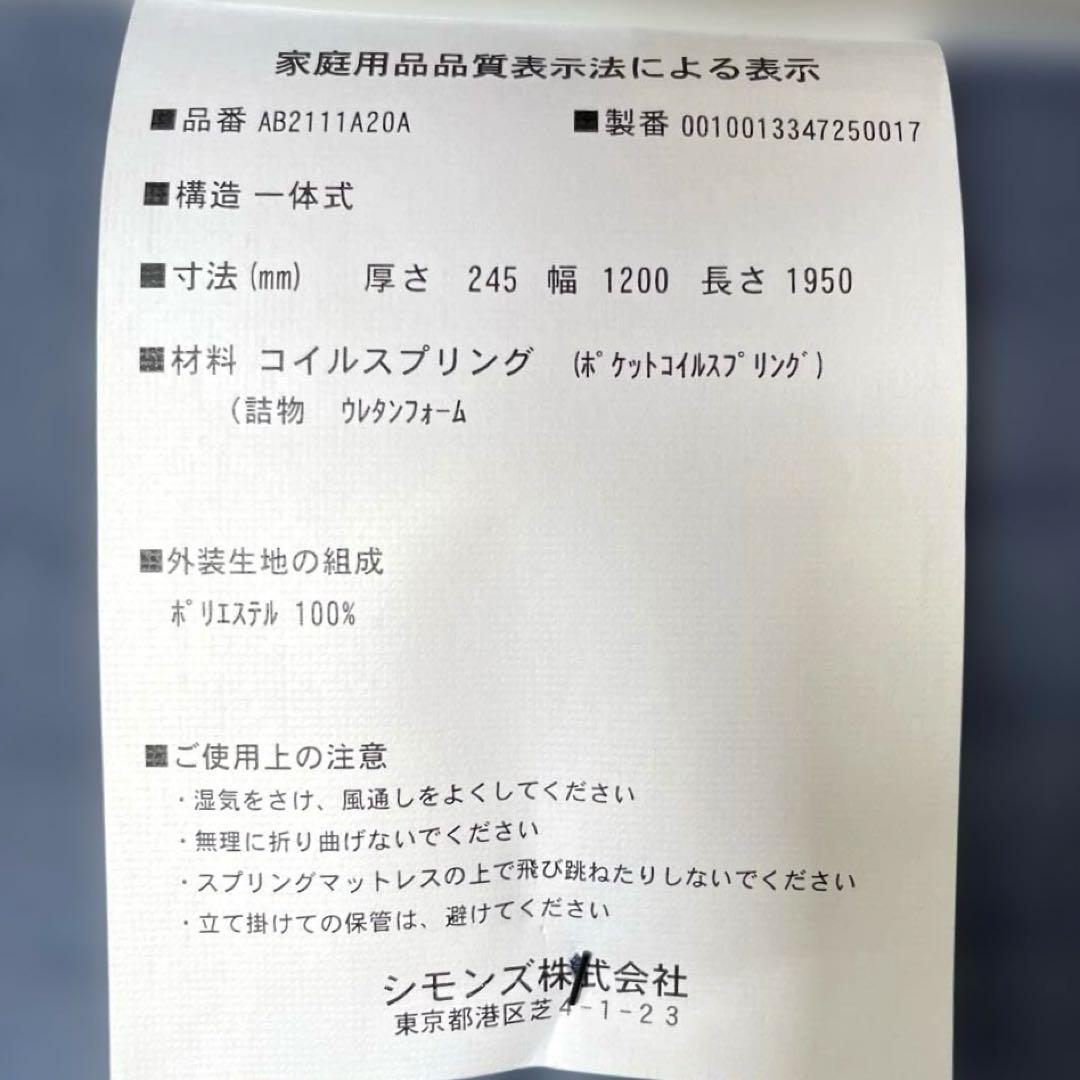 家庭用品品質表示法による表示
■品番 AB2111A20A ■製番 0010013347250017
■構造 一体式
■寸法(mm) 厚さ 245 幅 1200 長さ 1950
■材料 コイルスプリング (ﾎﾟｹｯﾄｺｲﾙｽﾌﾟﾘﾝｸﾞ)
(詰物 ｳﾚﾀﾝﾌｫｰﾑ
■外装生地の組成
ﾎﾟﾘｴｽﾃﾙ 100%
■ご使用上の注意
・湿気をさけ、風通しをよくしてください
・無理に折り曲げないでください
・スプリングマットレスの上で飛び跳ねたりしないでください
・立て掛けての保管は、避けてください
シモンズ株式会社
東京都港区芝4-1-23